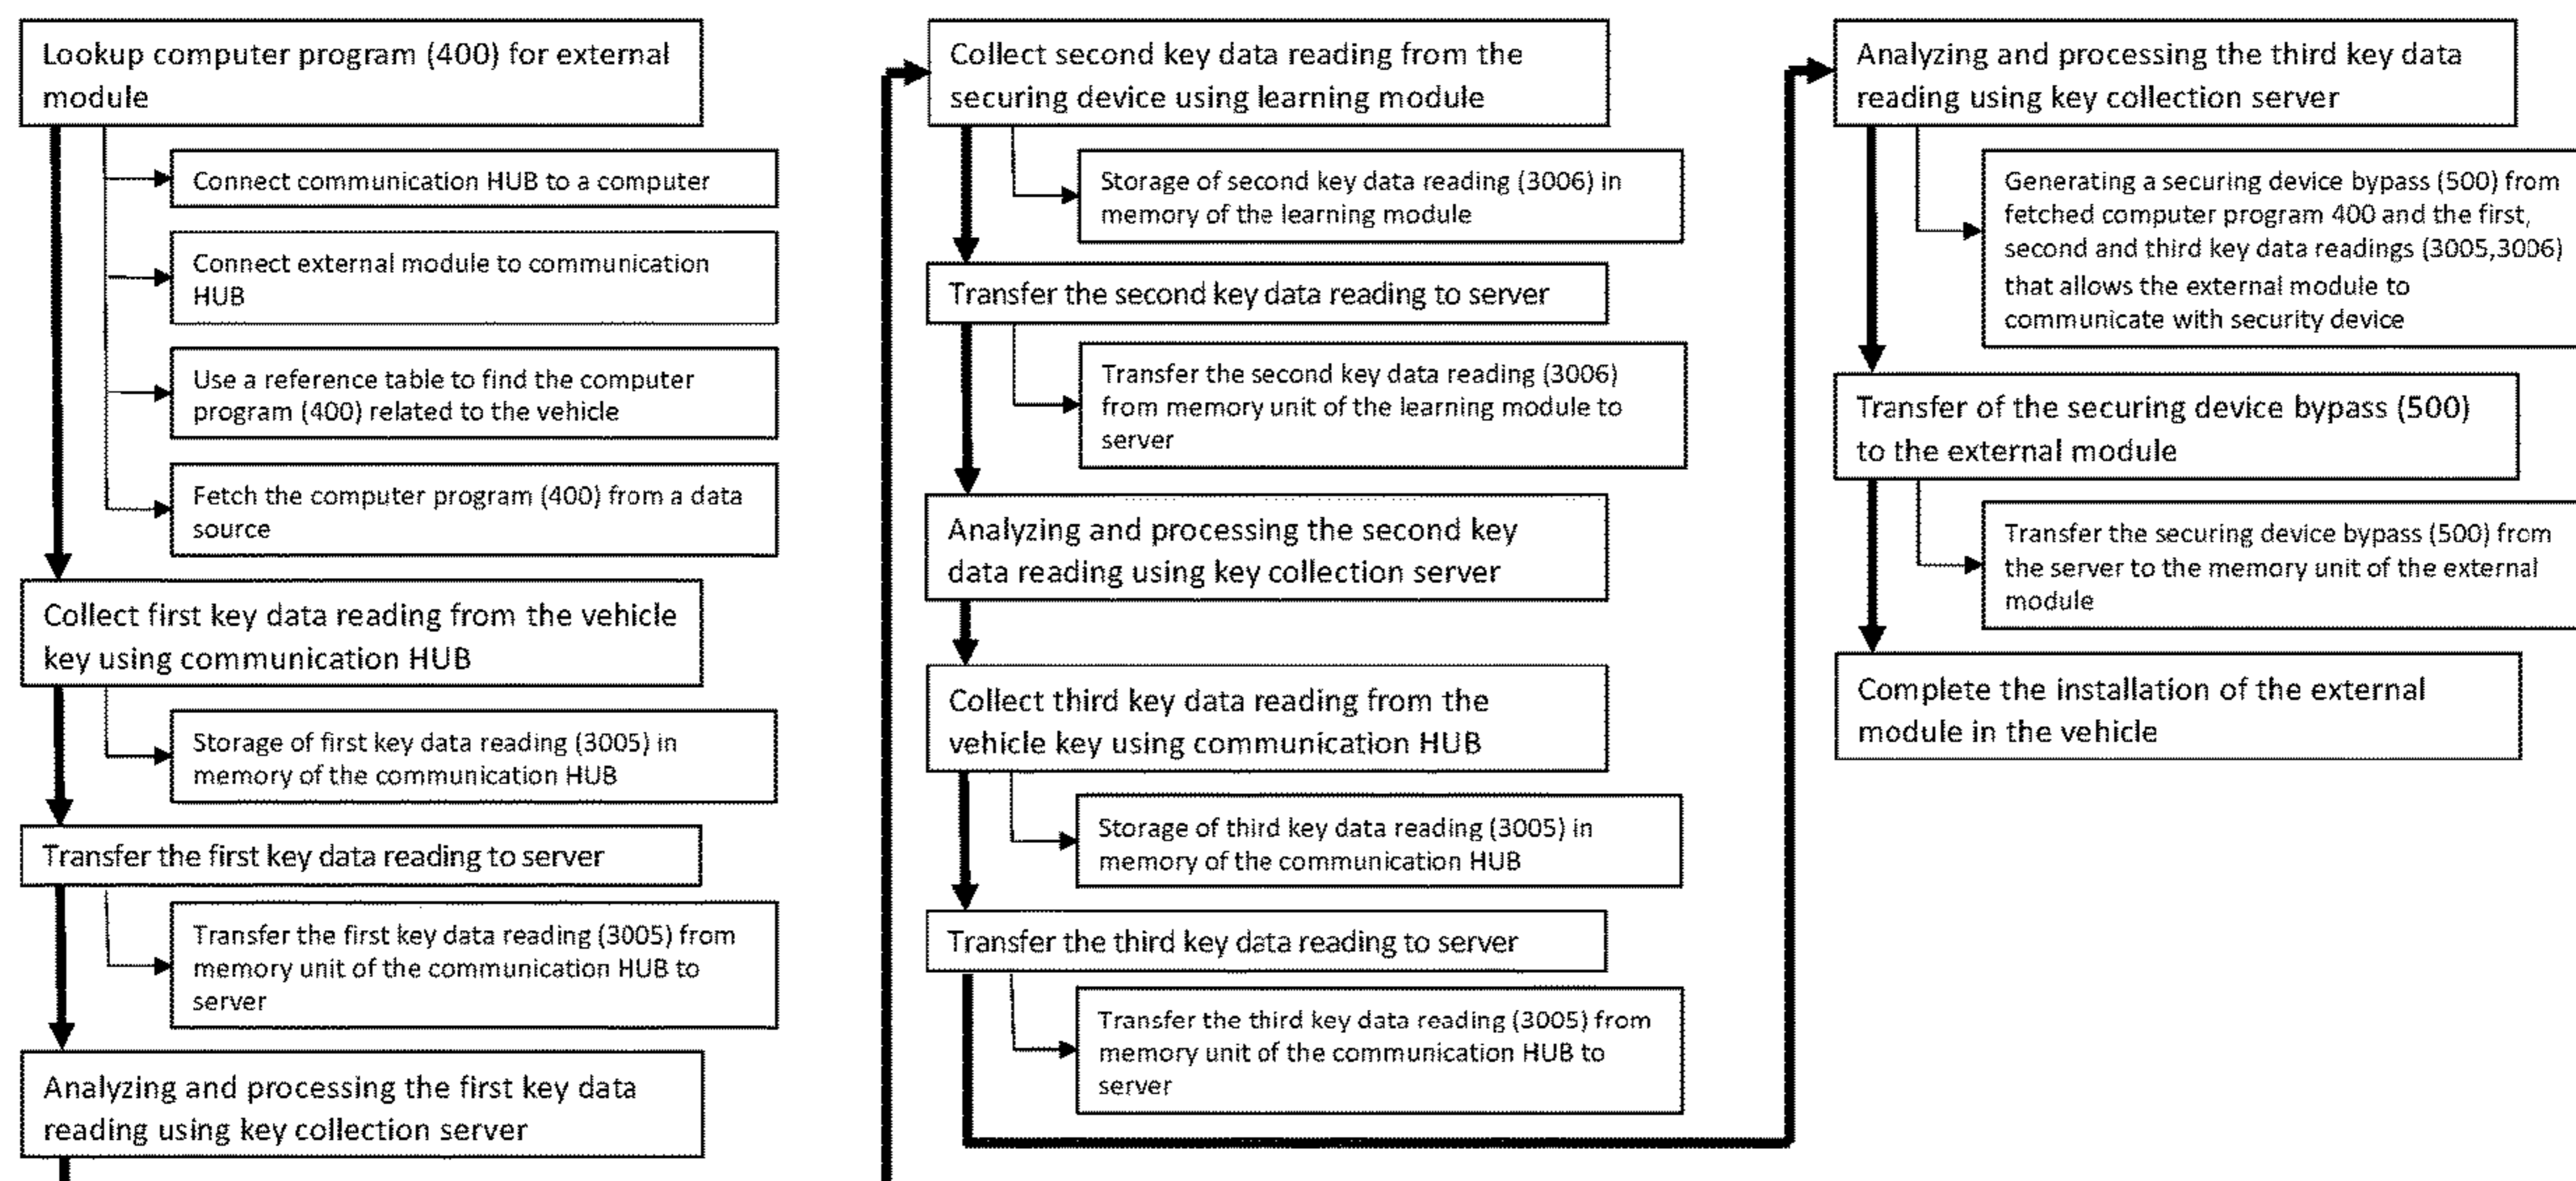 Lookup computer program (400) for external
module
Connect communication HUB to a computer
Connect external module to communication
HUB
Use a reference table to find the computer
program (400) related to the vehicle
Fetch the computer program (400) from a data
source
Collect first key data reading from the vehicle
key using communication HUB
Storage of first key data reading (3005) in
memory of the communication HUB
Transfer the first key data reading to server
Transfer the first key data reading (3005) from
memory unit of the communication HUB to
server
Analyzing and processing the first key data
reading using key collection server
Collect second key data reading from the
securing device using learning module
Storage of second key data reading (3006) in
memory of the learning module
Transfer the second key data reading to server
Transfer the second key data reading (3006)
from memory unit of the learning module to
server
Analyzing and processing the second key
data reading using key collection server
Collect third key data reading from the
vehicle key using communication HUB
Storage of third key data reading (3005) in
memory of the communication HUB
Transfer the third key data reading to server
Transfer the third key data reading (3005) from
memory unit of the communication HUB to
server
Analyzing and processing the third key data
reading using key collection server
Generating a securing device bypass (500) from
fetched computer program 400 and the first,
second and third key data readings (3005,3006)
that allows the external module to
communicate with security device
Transfer of the securing device bypass (500)
to the external module
Transfer the securing device bypass (500) from
the server to the memory unit of the external
module
Complete the installation of the external
module in the vehicle